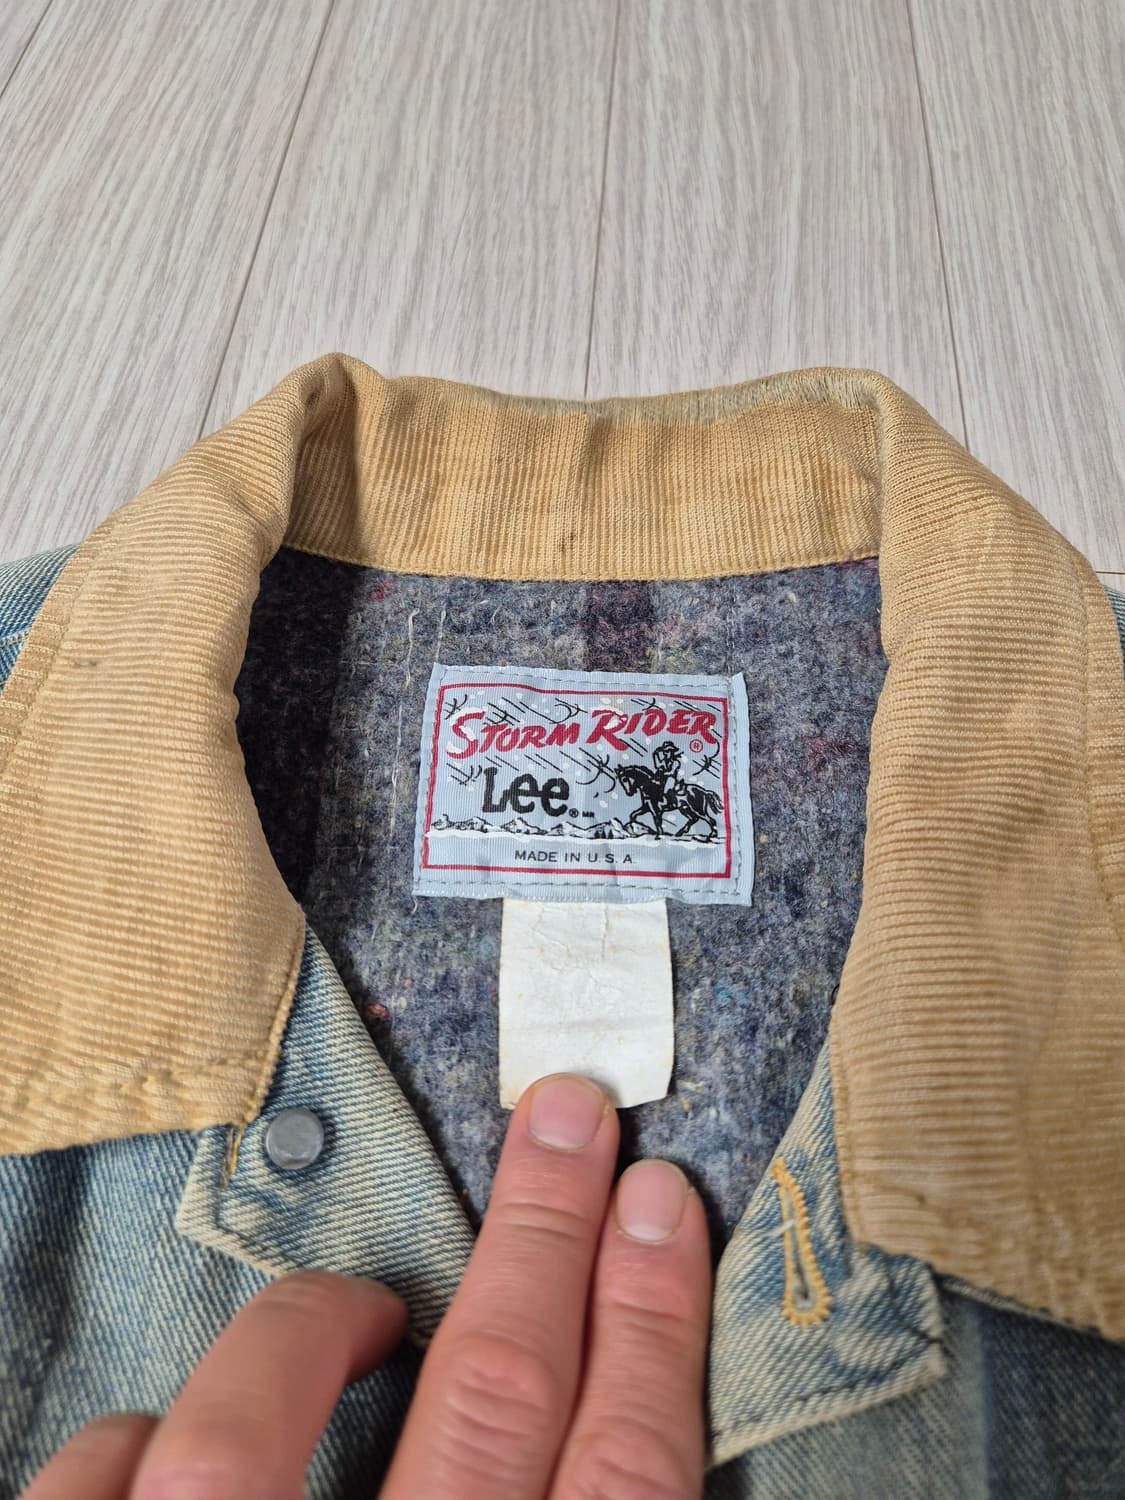 STORM RIDER ®
Lee ®
MADE IN U.S.A.